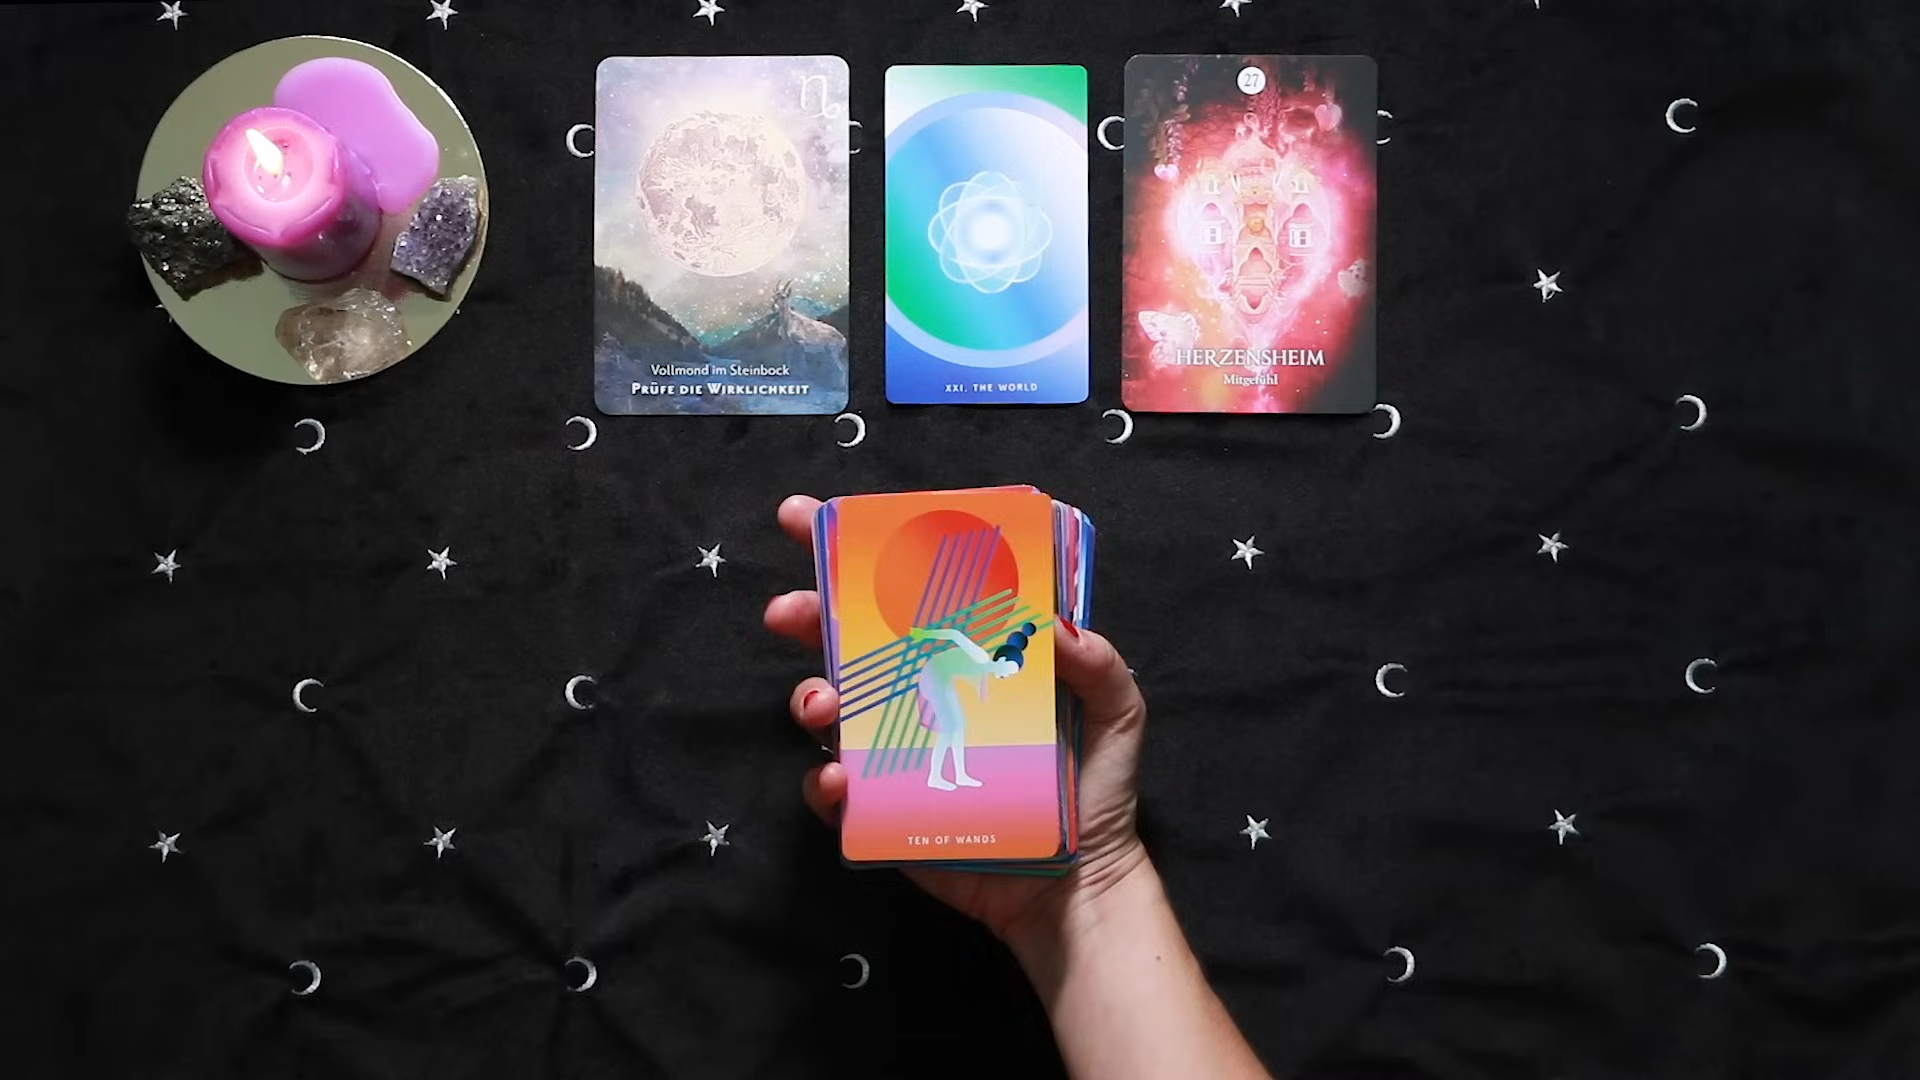 Vollmond im Steinbock
PRÜFE DIE WIRKLICHKEIT
XXI. THE WORLD
27
HERZENSHEIM
Mitgefühl
TEN OF WANDS